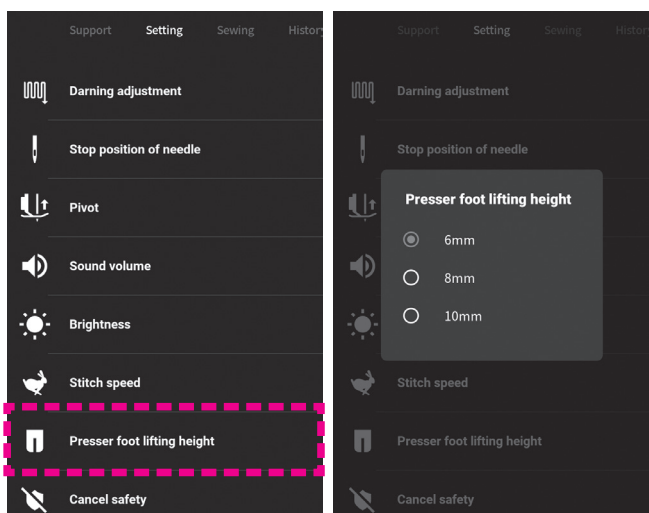 Support Setting Sewing History
Darning adjustment
Stop position of needle
Pivot
Sound volume
Brightness
Stitch speed
Presser foot lifting height
Cancel safety
Support Setting Sewing Histor
Darning adjustment
Stop position of needle
Presser foot lifting height
6mm
8mm
10mm
Stitch speed
Presser foot lifting height
Cancel safety